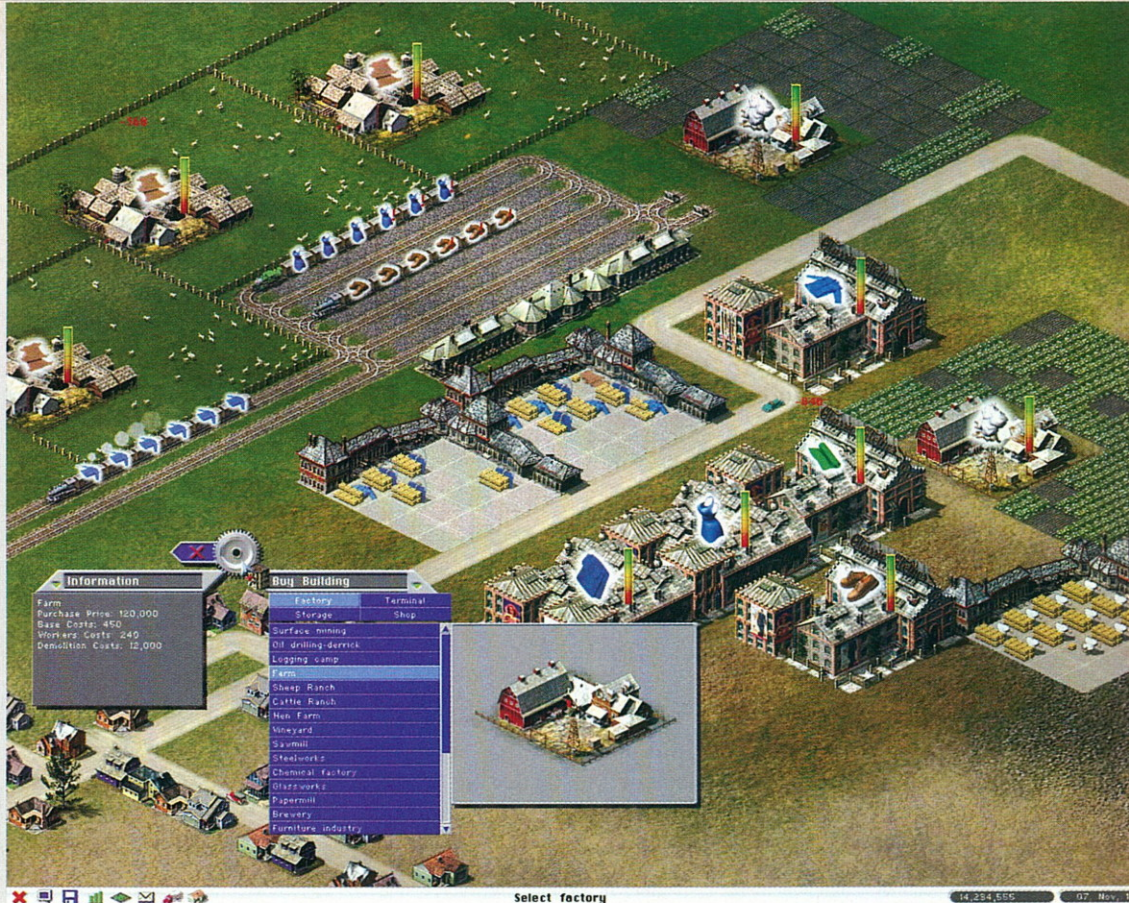 Information
Farm
Purchase Price: 120,000
Base Costs: 450
Workers Costs: 240
Demolition Costs: 12,000
Buy Building
Factory Terminal
Storage Shop
Surface mining
Oil drilling-derrick
Logging camp
Farm
Sheep Ranch
Cattle Ranch
Hen Farm
Vineyard
Sawmill
Steelworks
Chemical factory
Glassworks
Papermill
Brewery
Furniture industry
Select factory
14,234,555
07 Nov, 1